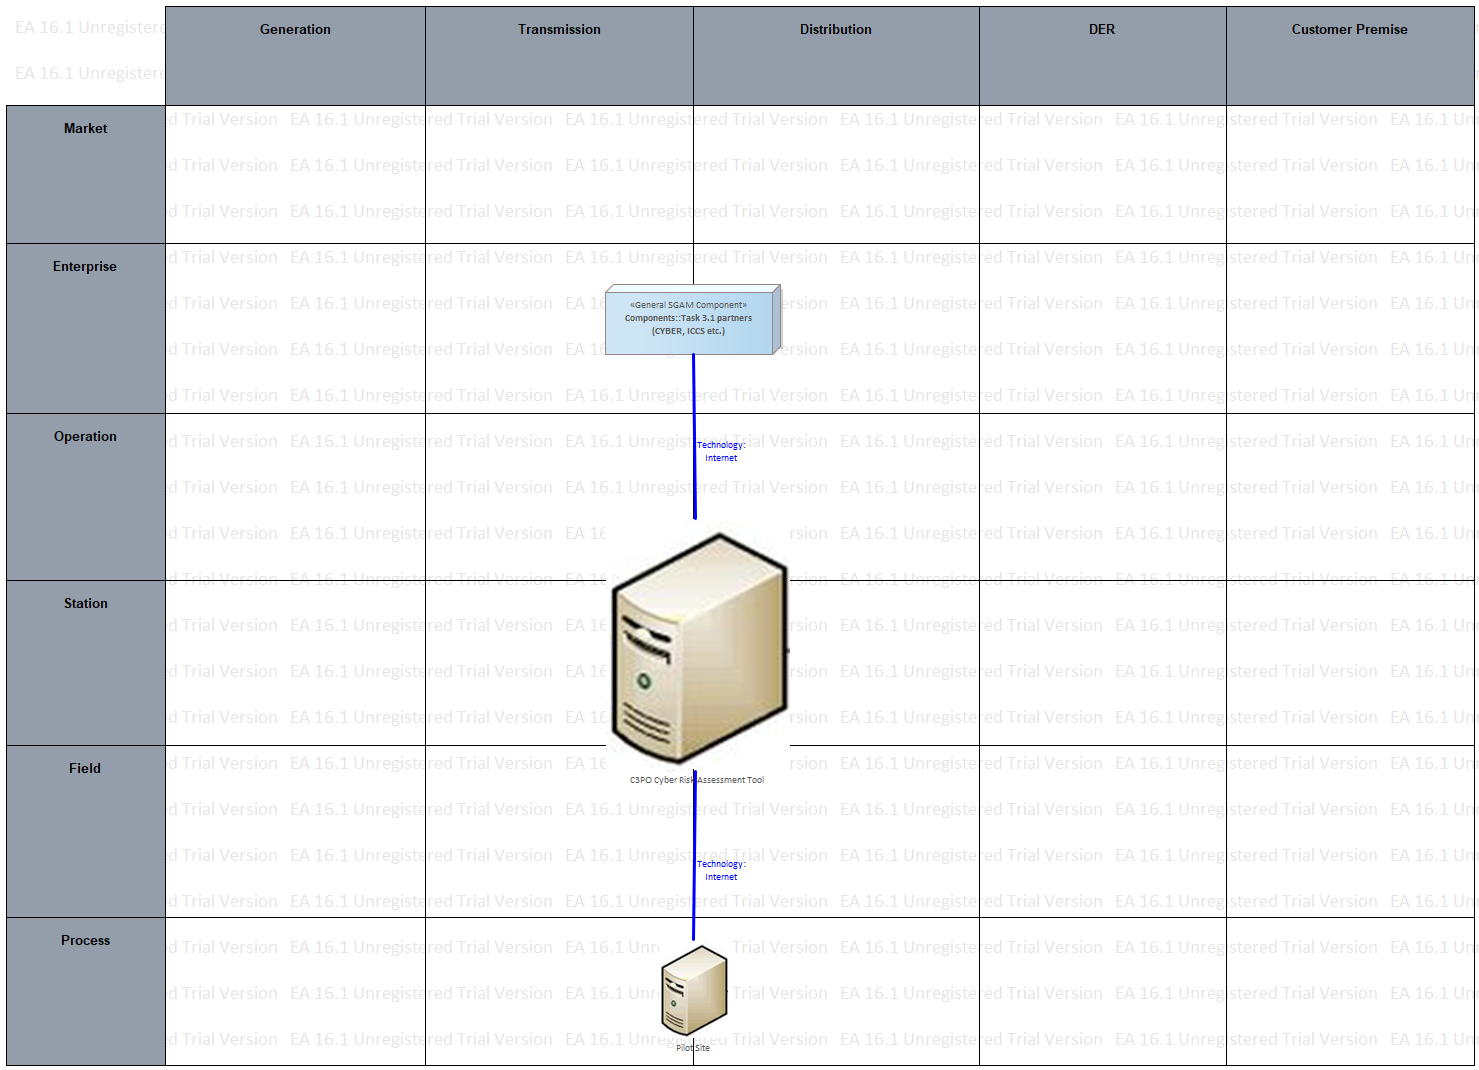 Generation
Transmission
Distribution
DER
Customer Premise
Market
Enterprise
«General SGAM Component»
Components::Task 3.1 partners
(CYBER, ICCS etc.)
Operation
Technology:
Internet
Station
Field
C3PO Cyber Risk Assessment Tool
Technology:
Internet
Process
Pilot Site
EA 16.1 Unregistered Trial Version